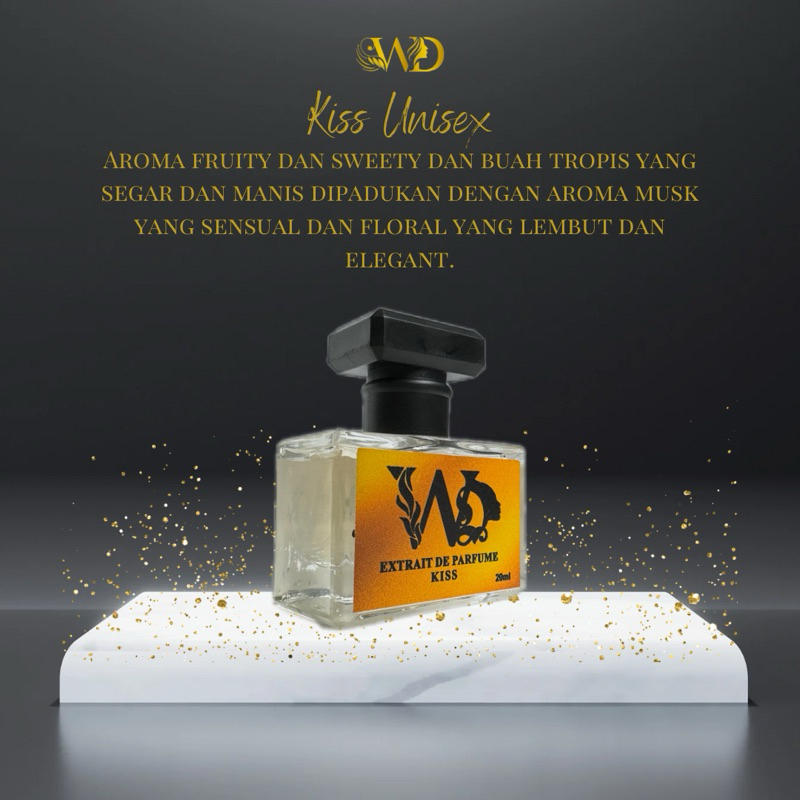 WD
Kiss Unisex
Aroma fruity dan sweety dan buah tropis yang
segar dan manis dipadukan dengan aroma musk
yang sensual dan floral yang lembut dan
elegant.
WD
EXTRAIT DE PARFUME
KISS
20ml